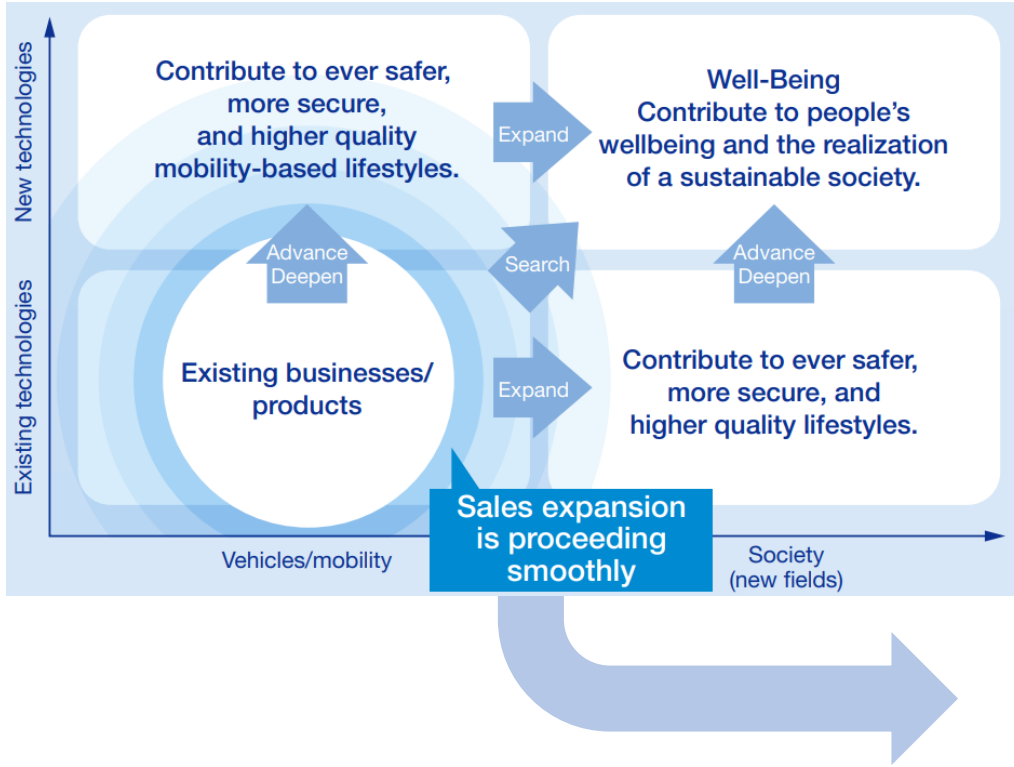 New technologies
Contribute to ever safer,
more secure,
and higher quality
mobility-based lifestyles.
Expand
Well-Being
Contribute to people's
wellbeing and the realization
of a sustainable society.
Advance
Deepen
Search
Advance
Deepen
Existing technologies
Existing businesses/
products
Expand
Contribute to ever safer,
more secure, and
higher quality lifestyles.
Sales expansion
is proceeding
smoothly
Vehicles/mobility
Society
(new fields)